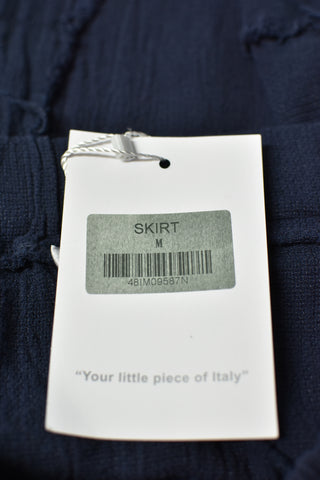 SKIRT
M
48IM09587N
“Your little piece of Italy”